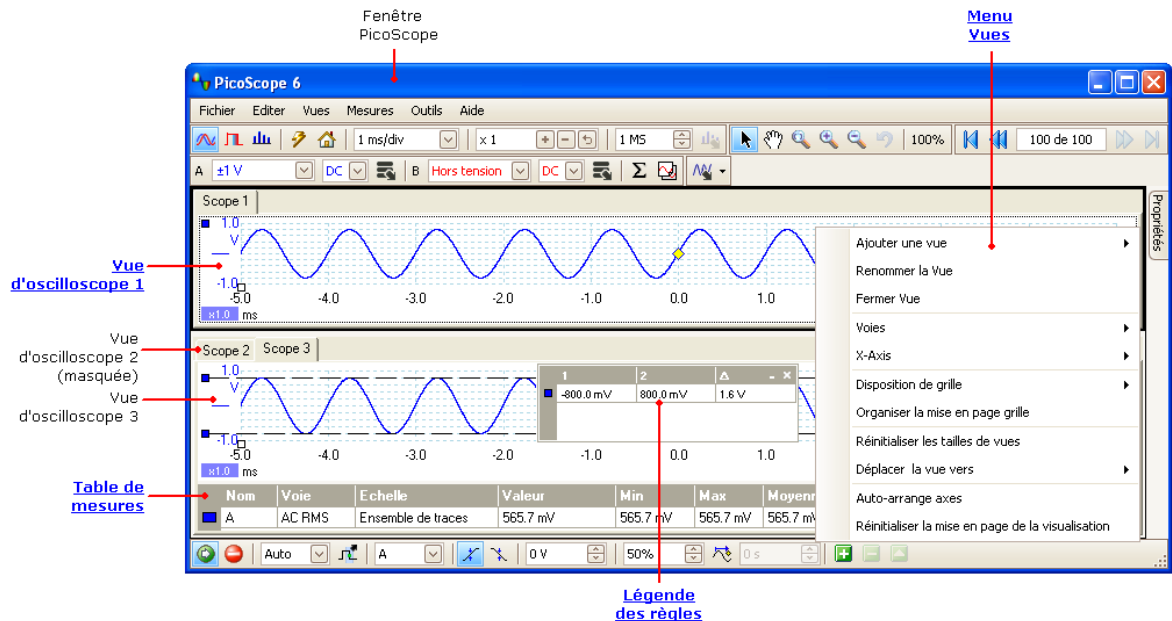 Fenêtre
PicoScope
Menu
Vues
PicoScope 6
Fichier Editer Vues Mesures Outils Aide
1 ms/div x 1 1 MS 100% 100 de 100
A ±1 V DC B Hors tension DC Σ
Propriétés
Scope 1
1.0
V
-1.0
-5.0 -4.0 -3.0 -2.0 -1.0 0.0 1.0
x1.0 ms
Vue
d'oscilloscope 1
Ajouter une vue
Renommer la Vue
Fermer Vue
Voies
X-Axis
Disposition de grille
Organiser la mise en page grille
Réinitialiser les tailles de vues
Déplacer la vue vers
Auto-arrange axes
Réinitialiser la mise en page de la visualisation
Vue
d'oscilloscope 2
(masquée)
Vue
d'oscilloscope 3
Scope 2 Scope 3
1.0
V
-1.0
-5.0 -4.0 -3.0 -2.0 -1.0 0.0 1.0
x1.0 ms
1 2 Δ
-800.0 mV 800.0 mV 1.6 V
Table de
mesures
Nom Voie Echelle Valeur Min Max Moyenn
A AC RMS Ensemble de traces 565.7 mV 565.7 mV 565.7 mV 565.7 mV
Auto A 0 V 50% 0 s
Légende
des règles